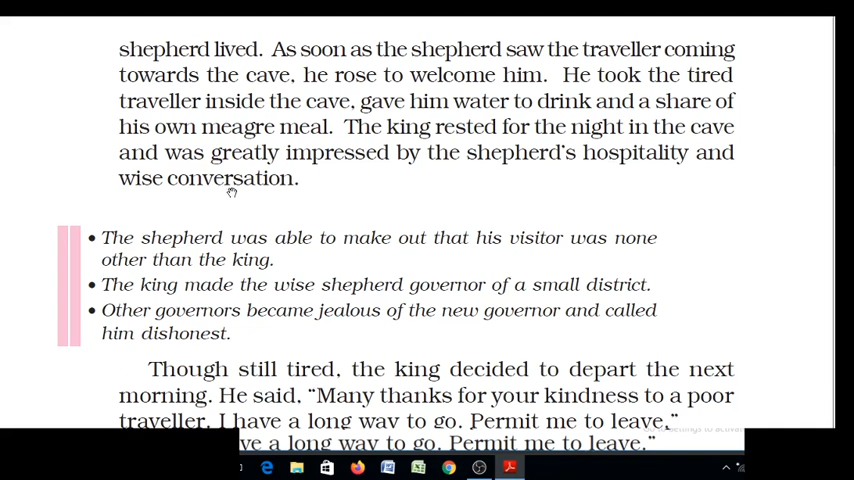 shepherd lived. As soon as the shepherd saw the traveller coming
towards the cave, he rose to welcome him. He took the tired
traveller inside the cave, gave him water to drink and a share of
his own meagre meal. The king rested for the night in the cave
and was greatly impressed by the shepherd's hospitality and
wise conversation.
• The shepherd was able to make out that his visitor was none
other than the king.
• The king made the wise shepherd governor of a small district.
• Other governors became jealous of the new governor and called
him dishonest.
Though still tired, the king decided to depart the next
morning. He said, “Many thanks for your kindness to a poor
traveller. I have a long way to go. Permit me to leave,”
ve a long way to go. Permit me to leave.”